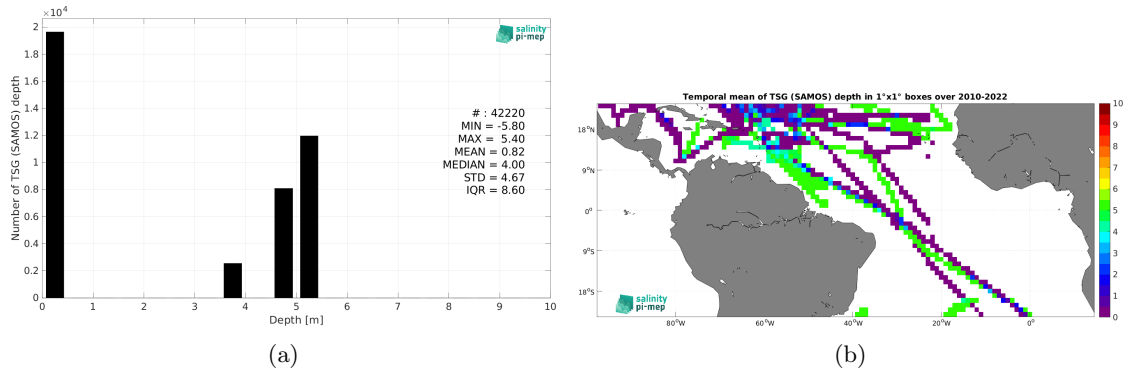 ×10⁴
2
1.8
1.6
1.4
1.2
1
0.8
0.6
0.4
0.2
0
0 1 2 3 4 5 6 7 8 9 10
Number of TSG (SAMOS) depth
Depth [m]
salinity
pi-mep
# : 42220
MIN = -5.80
MAX = 5.40
MEAN = 0.82
MEDIAN = 4.00
STD = 4.67
IQR = 8.60
(a)
Temporal mean of TSG (SAMOS) depth in 1°x1° boxes over 2010-2022
18°N
9°N
0°
9°S
18°S
80°W 60°W 40°W 20°W 0°
salinity
pi-mep
10
9
8
7
6
5
4
3
2
1
0
(b)